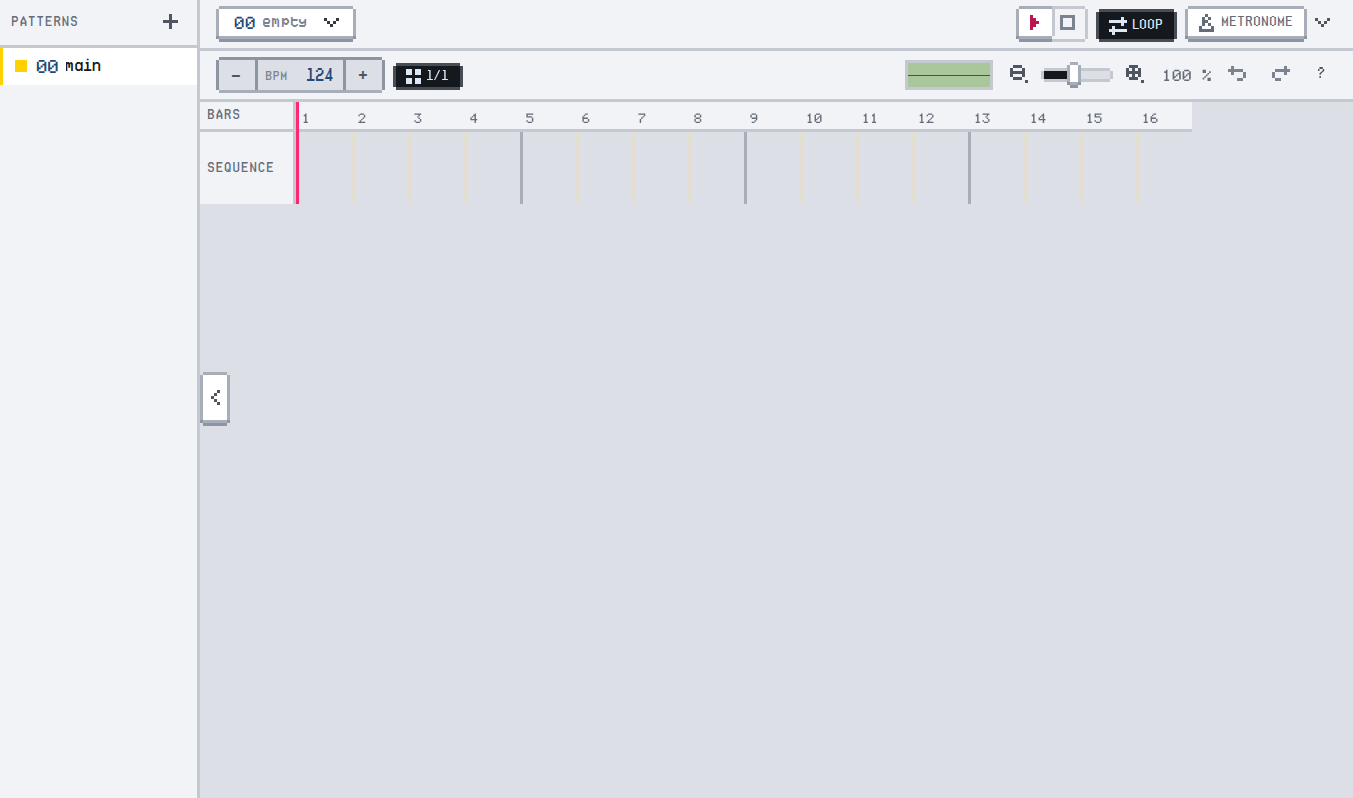 PATTERNS
00 main
00 empty
LOOP
METRONOME
- BPM 124 +
1/1
100 %
?
BARS
1 2 3 4 5 6 7 8 9 10 11 12 13 14 15 16
SEQUENCE